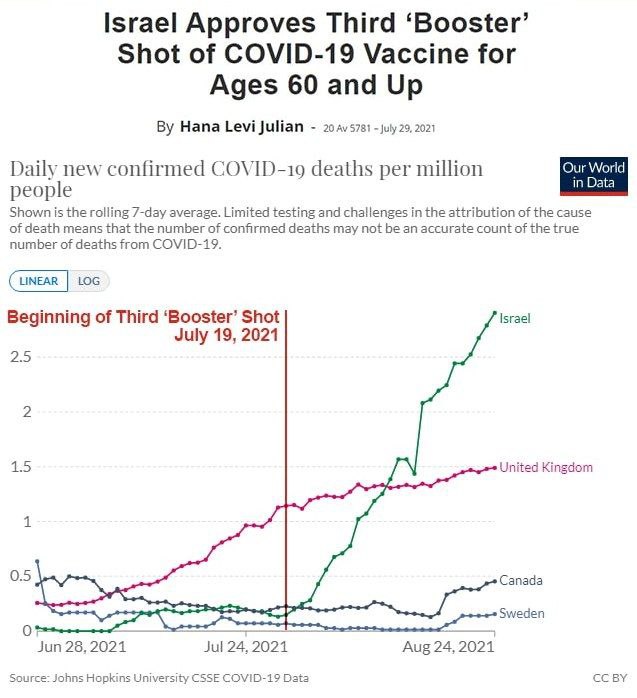 Israel Approves Third ‘Booster’
Shot of COVID-19 Vaccine for
Ages 60 and Up
By Hana Levi Julian - 20 Av 5781 – July 29, 2021
Daily new confirmed COVID-19 deaths per million
people
Our World
in Data
Shown is the rolling 7-day average. Limited testing and challenges in the attribution of the cause
of death means that the number of confirmed deaths may not be an accurate count of the true
number of deaths from COVID-19.
LINEAR LOG
Beginning of Third ‘Booster’ Shot
July 19, 2021
Israel
2.5
2
1.5
United Kingdom
1
0.5
Canada
Sweden
0
Jun 28, 2021 Jul 24, 2021 Aug 24, 2021
Source: Johns Hopkins University CSSE COVID-19 Data CC BY